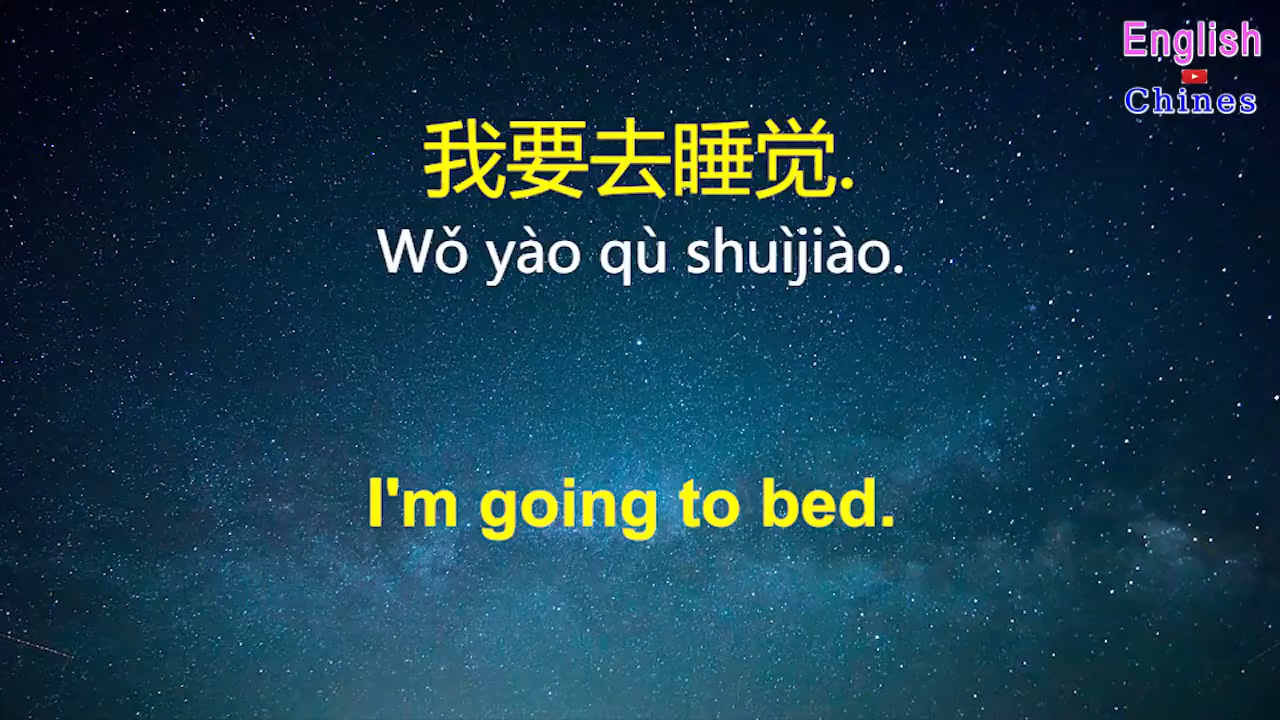 English
Chines
我要去睡觉.
Wǒ yào qù shuìjiào.
I'm going to bed.